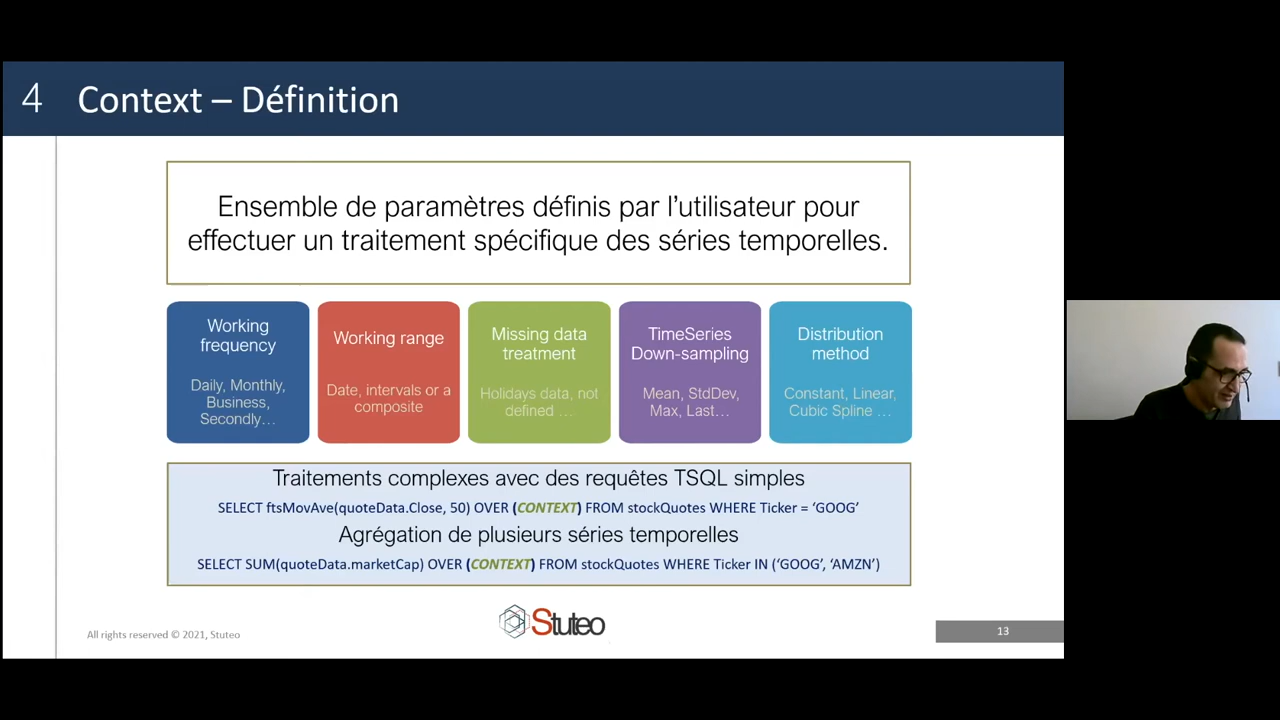 4 Context – Définition
Ensemble de paramètres définis par l’utilisateur pour
effectuer un traitement spécifique des séries temporelles.
Working
frequency
Daily, Monthly,
Business,
Secondly…
Working range
Date, intervals or a
composite
Missing data
treatment
Holidays data, not
defined …
TimeSeries
Down-sampling
Mean, StdDev,
Max, Last…
Distribution
method
Constant, Linear,
Cubic Spline …
Traitements complexes avec des requêtes TSQL simples
SELECT ftsMovAve(quoteData.Close, 50) OVER (CONTEXT) FROM stockQuotes WHERE Ticker = ‘GOOG’
Agrégation de plusieurs séries temporelles
SELECT SUM(quoteData.marketCap) OVER (CONTEXT) FROM stockQuotes WHERE Ticker IN (‘GOOG’, ‘AMZN’)
All rights reserved © 2021, Stuteo
Stuteo
13